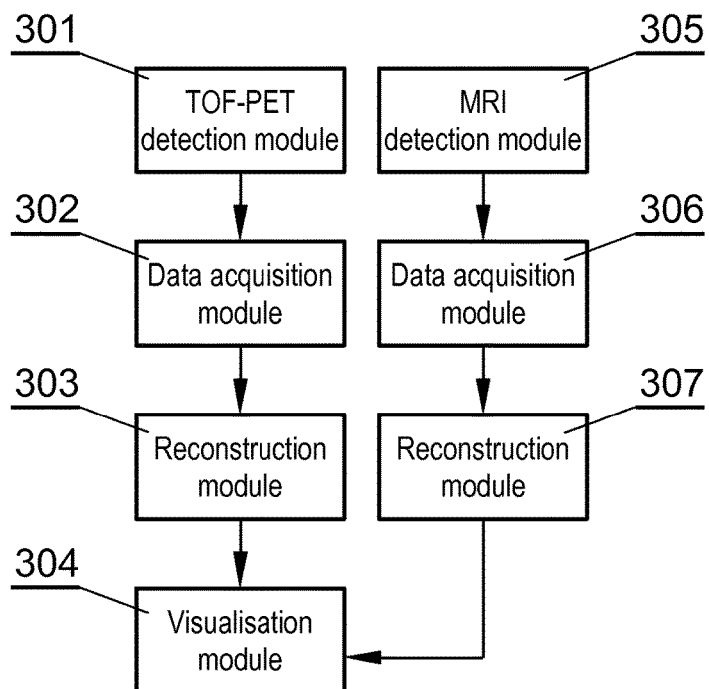 301
TOF-PET
detection module
305
MRI
detection module
302
Data acquisition
module
306
Data acquisition
module
303
Reconstruction
module
307
Reconstruction
module
304
Visualisation
module